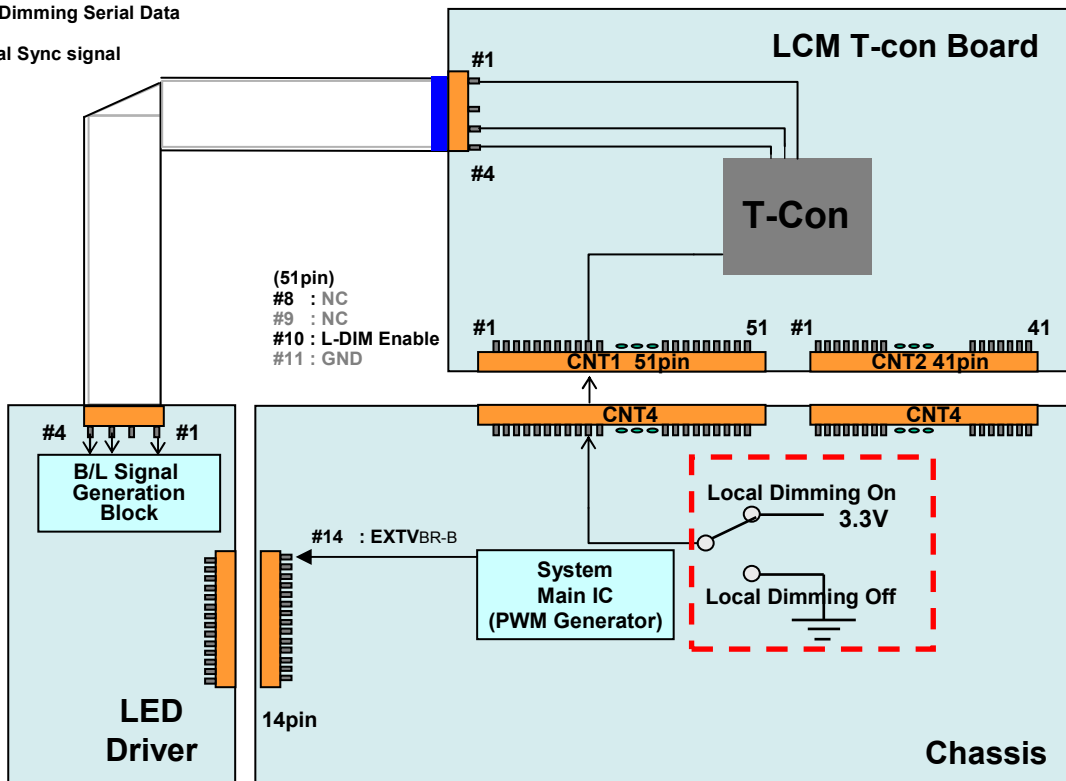 Dimming Serial Data
al Sync signal
LCM T-con Board
#1
#4
T-Con
(51pin)
#8 : NC
#9 : NC
#10 : L-DIM Enable
#11 : GND
#1
51
#1
41
CNT1 51pin
CNT2 41pin
CNT4
CNT4
#4
#1
B/L Signal
Generation
Block
Local Dimming On
3.3V
#14 : EXTVBR-B
System
Main IC
(PWM Generator)
Local Dimming Off
LED
Driver
14pin
Chassis